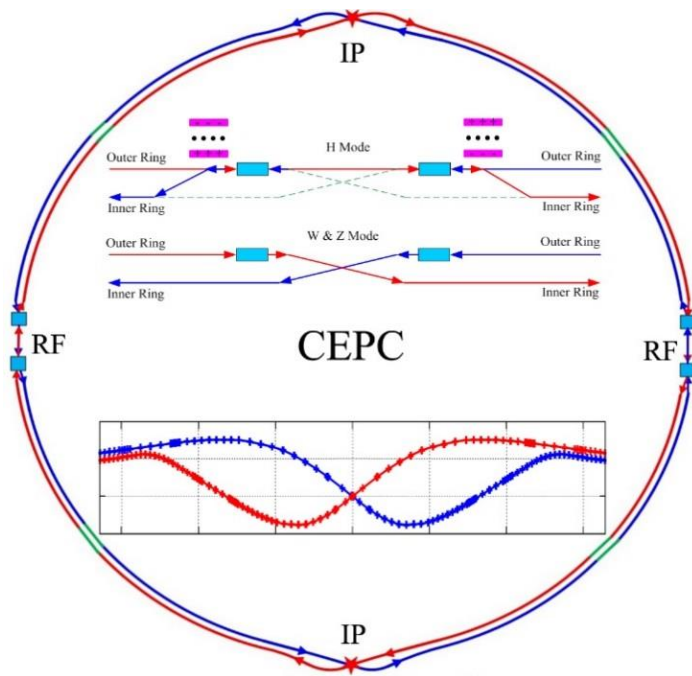 IP
H Mode
Outer Ring
Outer Ring
Inner Ring
Inner Ring
W & Z Mode
Outer Ring
Outer Ring
Inner Ring
Inner Ring
RF
CEPC
RF
IP